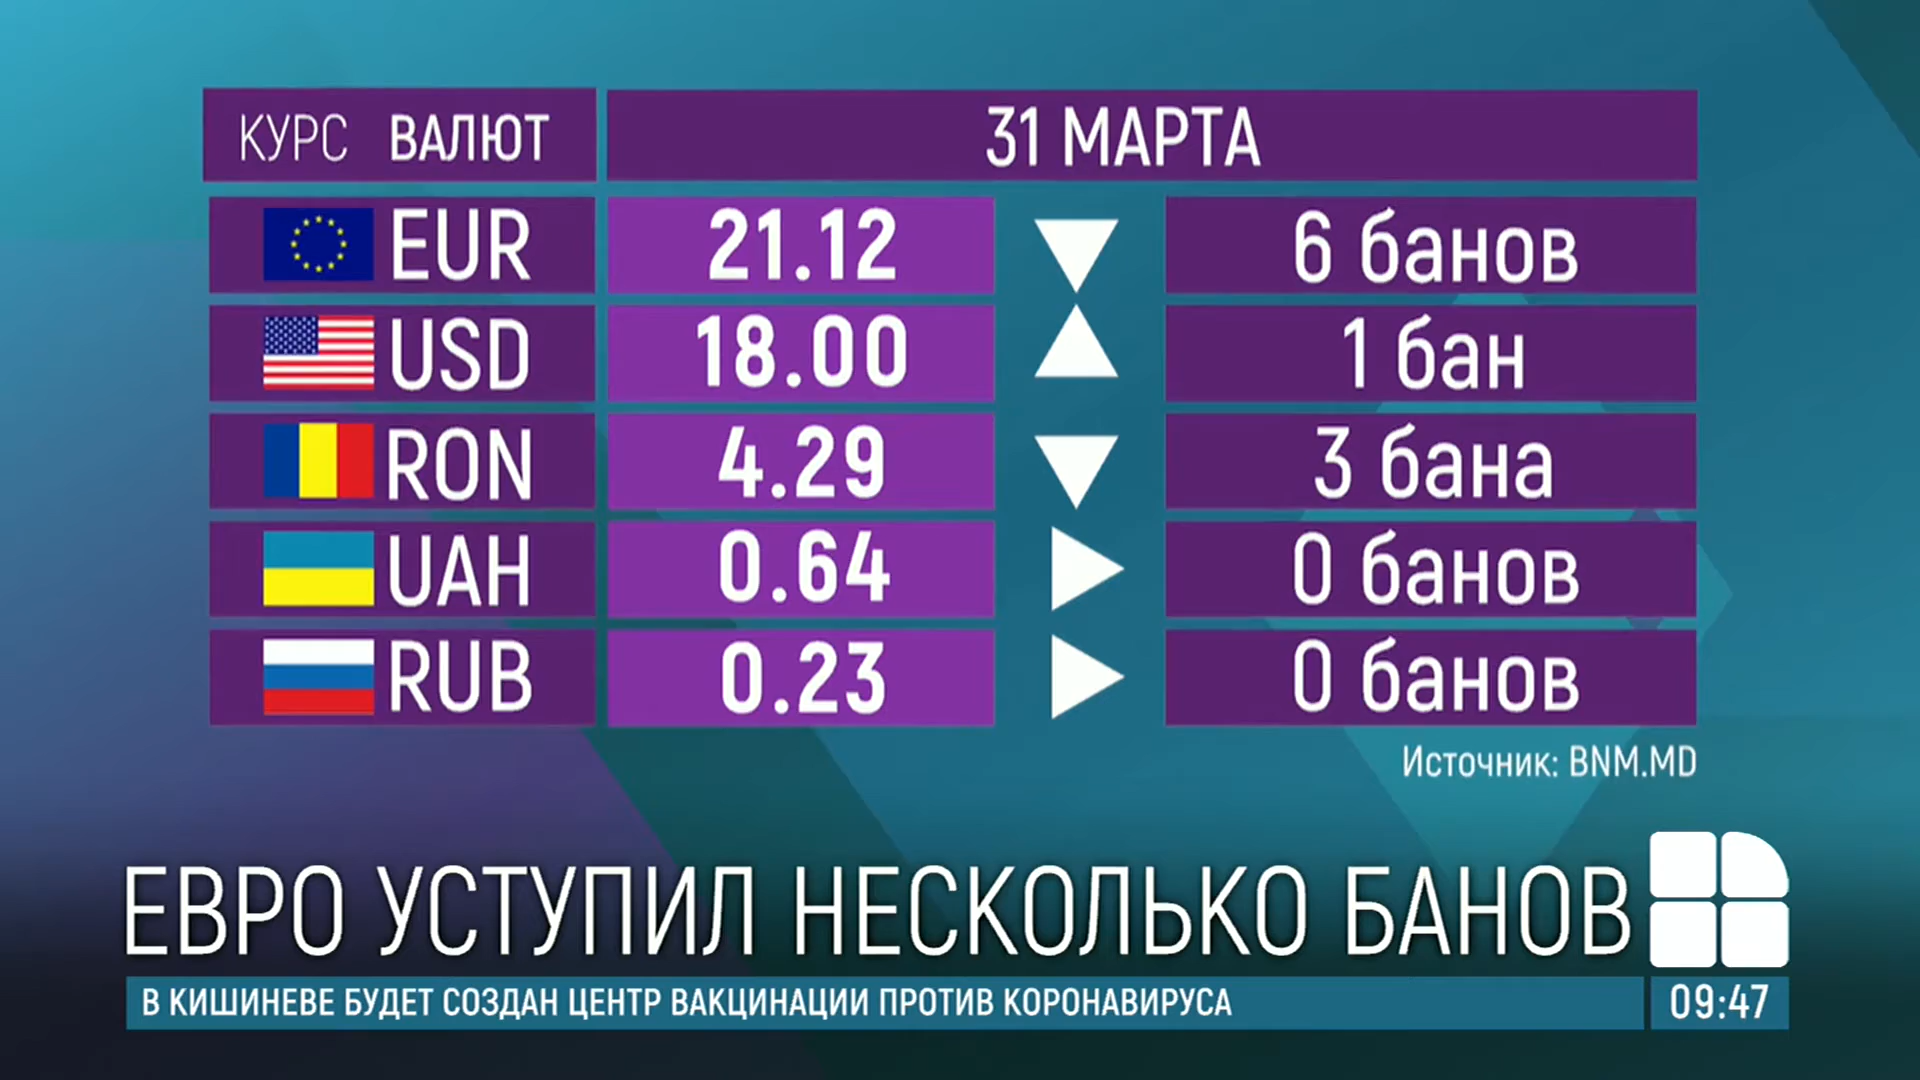 КУРС ВАЛЮТ 31 МАРТА
EUR 21.12 6 банов
USD 18.00 1 бан
RON 4.29 3 бана
UAH 0.64 0 банов
RUB 0.23 0 банов
Источник: BNM.MD
ЕВРО УСТУПИЛ НЕСКОЛЬКО БАНОВ
В КИШИНЕВЕ БУДЕТ СОЗДАН ЦЕНТР ВАКЦИНАЦИИ ПРОТИВ КОРОНАВИРУСА 09:47